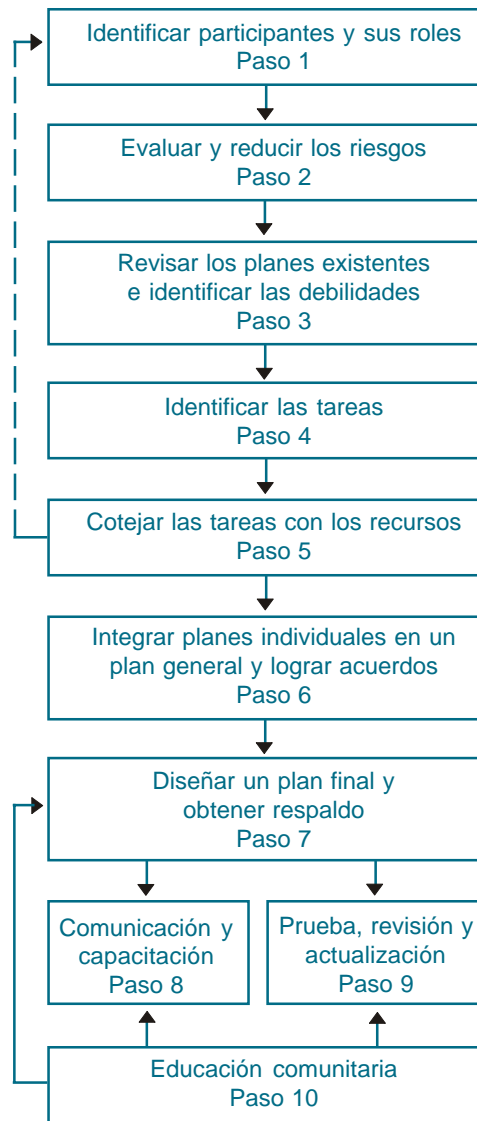 Identificar participantes y sus roles
Paso 1
Evaluar y reducir los riesgos
Paso 2
Revisar los planes existentes
e identificar las debilidades
Paso 3
Identificar las tareas
Paso 4
Cotejar las tareas con los recursos
Paso 5
Integrar planes individuales en un
plan general y lograr acuerdos
Paso 6
Diseñar un plan final y
obtener respaldo
Paso 7
Comunicación y
capacitación
Paso 8
Prueba, revisión y
actualización
Paso 9
Educación comunitaria
Paso 10